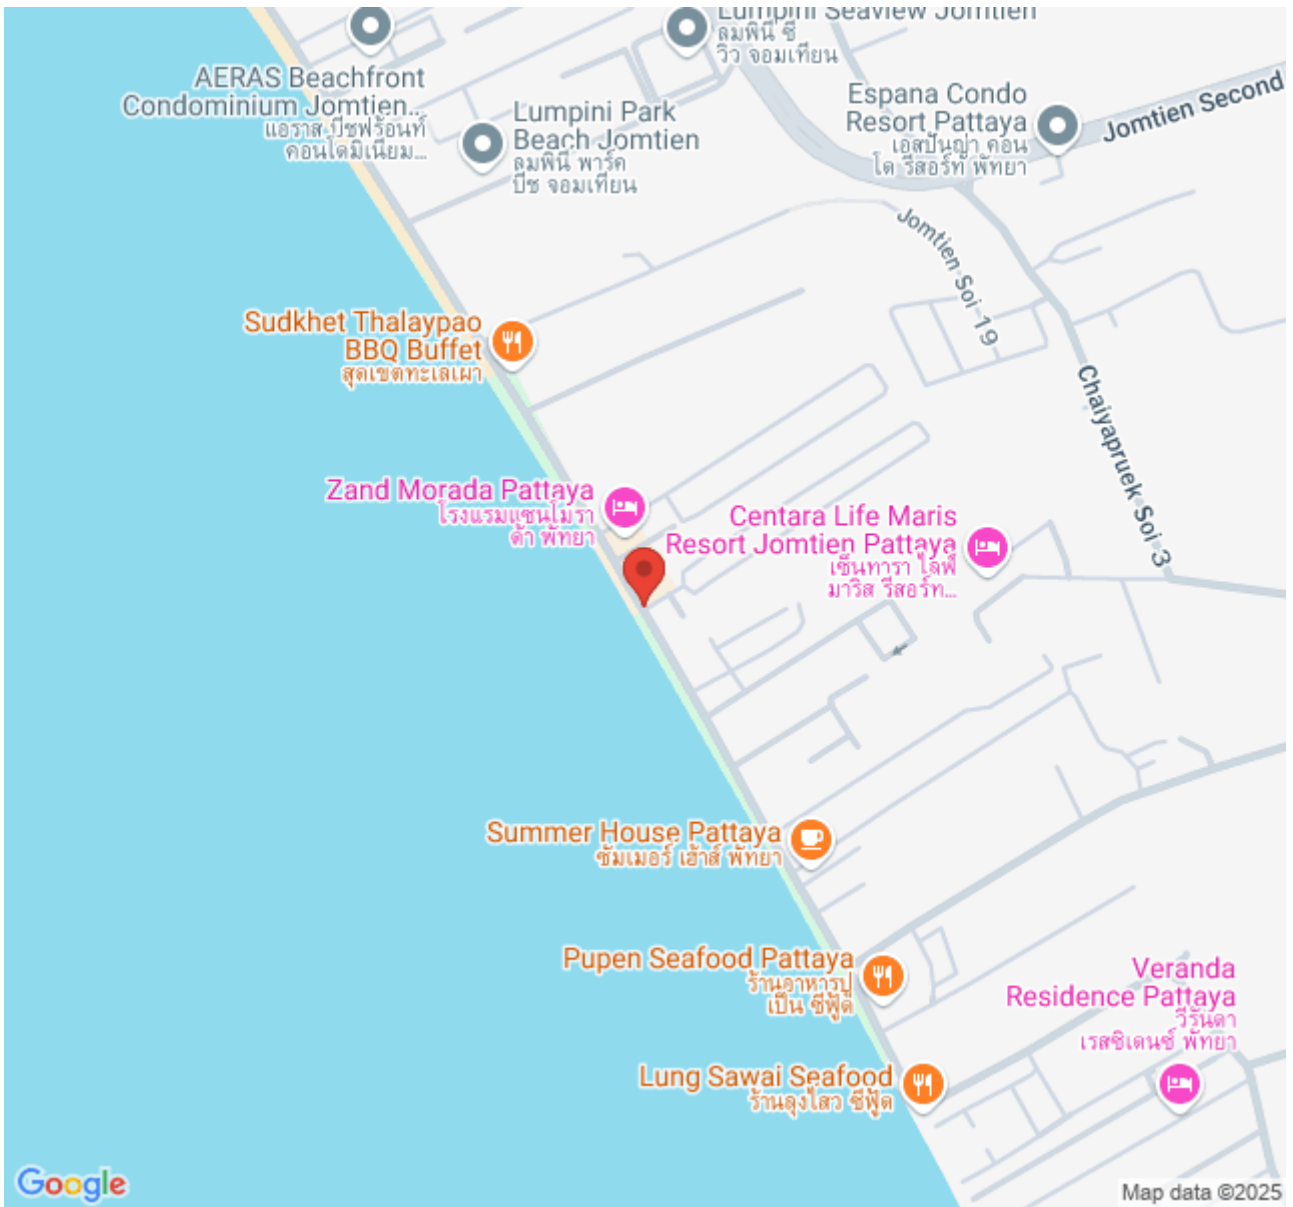 Lumpini Seaview Jomtien
ลุมพินี ซี
วิว จอมเทียน
AERAS Beachfront
Condominium Jomtien...
แอราส บีชฟร้อนท์
คอนโดมิเนียม...
Lumpini Park
Beach Jomtien
ลุมพินี พาร์ค
บีช จอมเทียน
Espana Condo
Resort Pattaya
เอสปันญ่า คอน
โด รีสอร์ท พัทยา
Jomtien Second
Jomtien Soi 19
Sudkhet Thalaypao
BBQ Buffet
สุดเขตทะเลเผา
Chaiyapruek Soi 3
Zand Morada Pattaya
โรงแรมแซนโมรา
ด้า พัทยา
Centara Life Maris
Resort Jomtien Pattaya
เซ็นทารา ไลฟ์
มาริส รีสอร์ท...
Summer House Pattaya
ซัมเมอร์ เฮ้าส์ พัทยา
Pupen Seafood Pattaya
ร้านอาหารปู
เป็น ซีฟู้ด
Veranda
Residence Pattaya
วีรันดา
เรสซิเดนซ์ พัทยา
Lung Sawai Seafood
ร้านลุงไสว ซีฟู้ด
Google
Map data ©2025